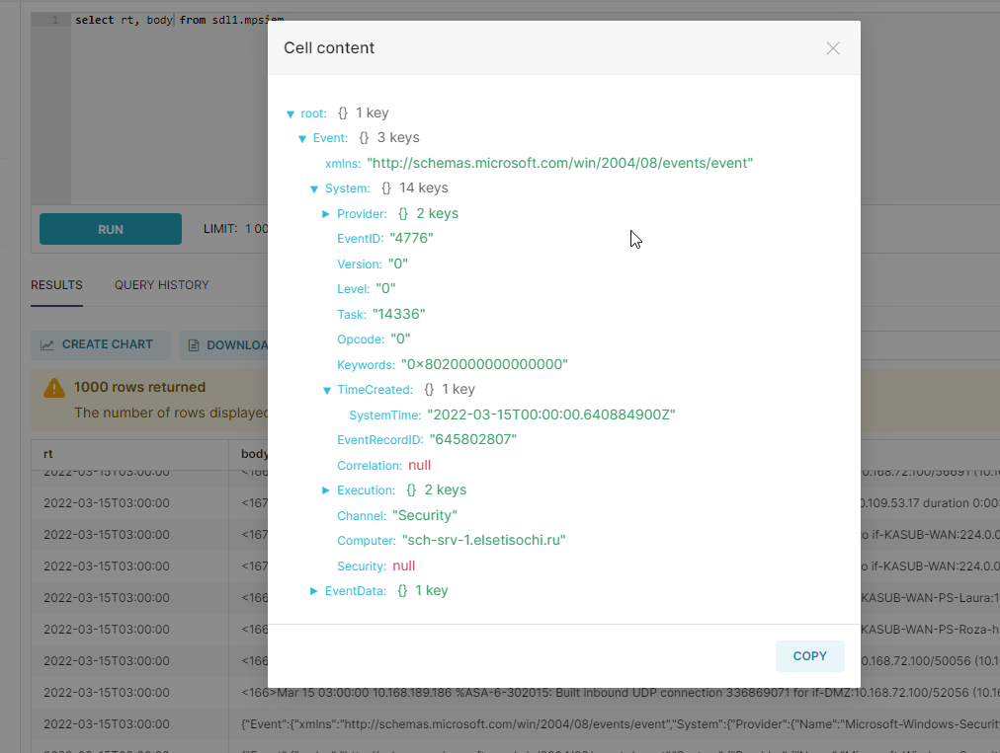 1 select rt, body from sdl1.mpsiem
Cell content
root: {} 1 key
Event: {} 3 keys
xmlns: "http://schemas.microsoft.com/win/2004/08/events/event"
System: {} 14 keys
Provider: {} 2 keys
EventID: "4776"
Version: "0"
Level: "0"
Task: "14336"
Opcode: "0"
Keywords: "0×8020000000000000"
TimeCreated: {} 1 key
SystemTime: "2022-03-15T00:00:00.640884900Z"
EventRecordID: "645802807"
Correlation: null
Execution: {} 2 keys
Channel: "Security"
Computer: "sch-srv-1.elsetisochi.ru"
Security: null
EventData: {} 1 key
COPY
RUN LIMIT: 1 00
RESULTS QUERY HISTORY
CREATE CHART DOWNLOA
1000 rows returned
The number of rows displayed
rt body
2022-03-15T03:00:00 <166 0.168.72.100/56691 (10.16
2022-03-15T03:00:00 <167 0.109.53.17 duration 0:00:
2022-03-15T03:00:00 <167 o if-KASUB-WAN:224.0.0
2022-03-15T03:00:00 <167 o if-KASUB-WAN:224.0.0
2022-03-15T03:00:00 <166 KASUB-WAN-PS-Laura:1
2022-03-15T03:00:00 <166 KASUB-WAN-PS-Roza-h
2022-03-15T03:00:00 <166 0.168.72.100/50056 (10.1
2022-03-15T03:00:00 <166>Mar 15 03:00:00 10.168.189.186 %ASA-6-302015: Built inbound UDP connection 336869071 for if-DMZ:10.168.72.100/52056 (10.1
2022-03-15T03:00:00 {"Event":{"xmlns":"http://schemas.microsoft.com/win/2004/08/events/event","System":{"Provider":{"Name":"Microsoft-Windows-Securit